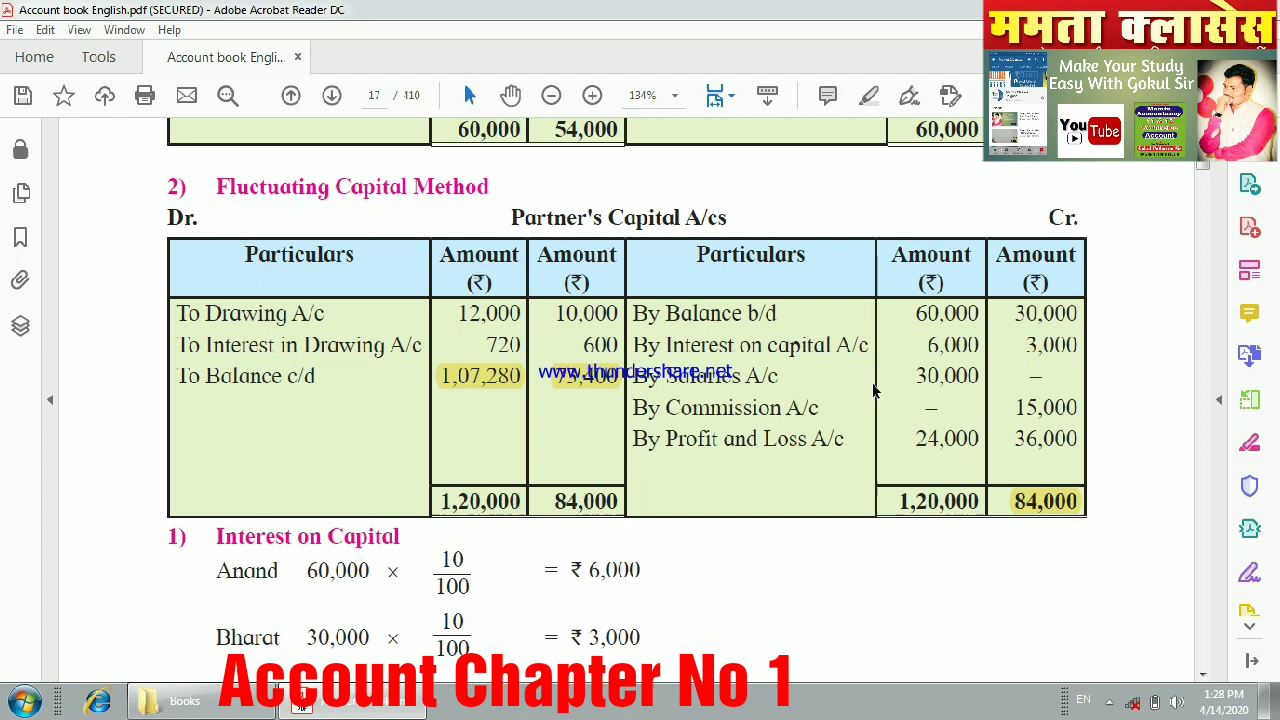 Account book English.pdf (SECURED) - Adobe Acrobat Reader DC
File Edit View Window Help
Home Tools Account book Engli... ×
17 / 410 134%
ममता क्लासेस
Make Your Study
Easy With Gokul Sir
You Tube
Account
60,000 54,000 60,000
2) Fluctuating Capital Method
Dr. Partner's Capital A/cs Cr.
Particulars Amount Amount Particulars Amount Amount
(₹) (₹) (₹) (₹)
To Drawing A/c 12,000 10,000 By Balance b/d 60,000 30,000
To Interest in Drawing A/c 720 600 By Interest on capital A/c 6,000 3,000
To Balance c/d 1,07,280 73,400 By Salaries A/c 30,000 –
www.thundershare.net
By Commission A/c – 15,000
By Profit and Loss A/c 24,000 36,000
1,20,000 84,000 1,20,000 84,000
1) Interest on Capital
Anand 60,000 × 10/100 = ₹ 6,000
Bharat 30,000 × 10/100 = ₹ 3,000
Account Chapter No 1
Books
EN 1:28 PM
4/14/2020